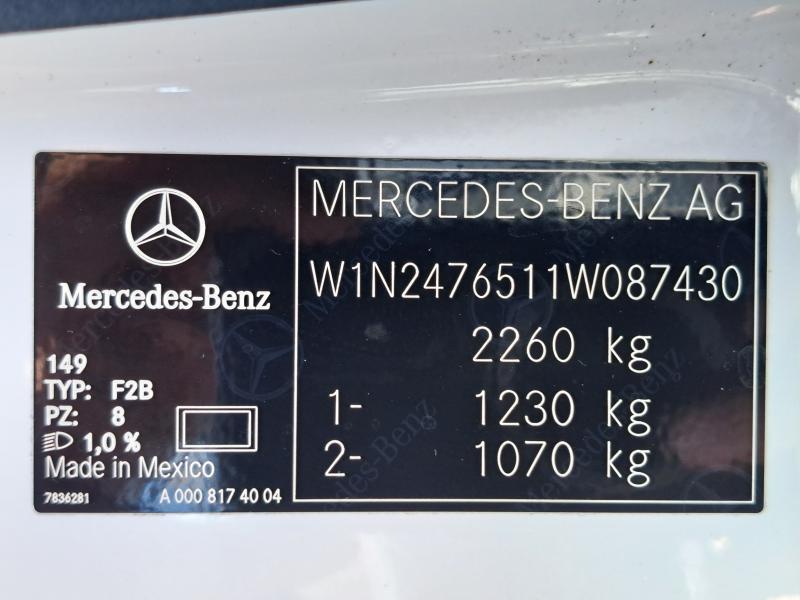 Mercedes-Benz
149
TYP: F2B
PZ: 8
1,0 %
Made in Mexico
7836281 A 000 817 40 04
MERCEDES-BENZ AG
W1N2476511W087430
2260 kg
1- 1230 kg
2- 1070 kg